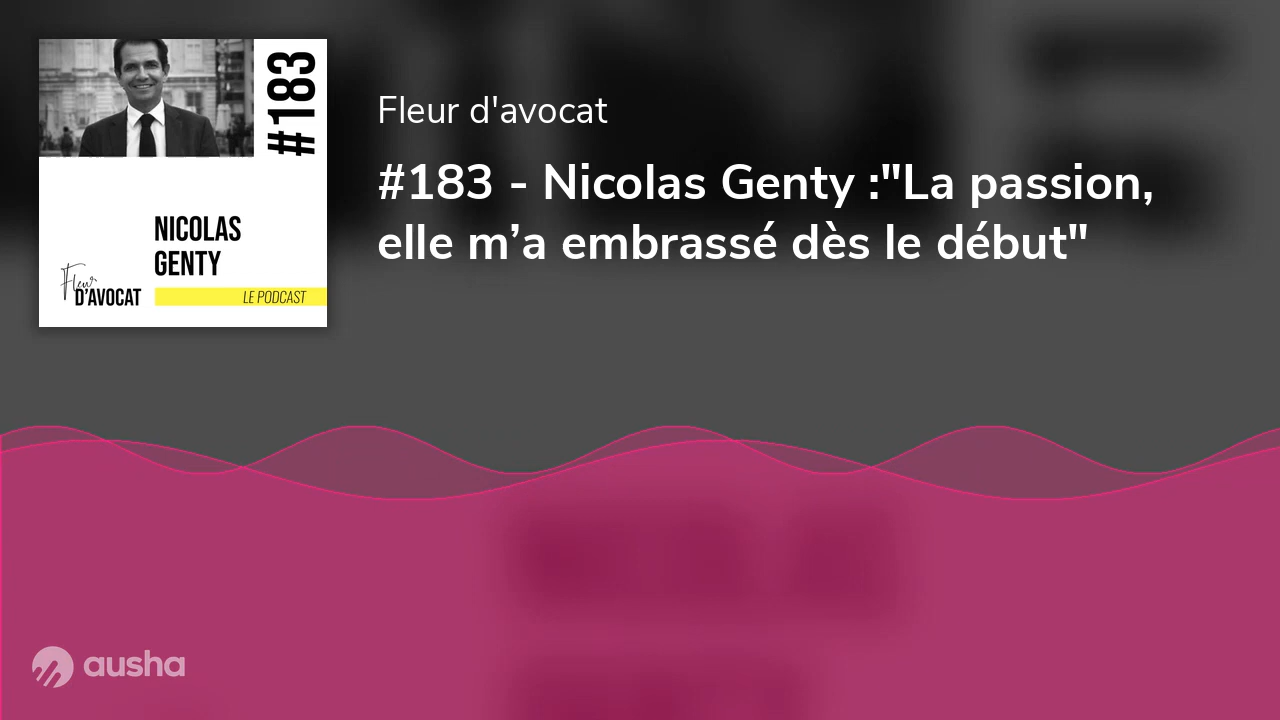 #183
NICOLAS
GENTY
Fleur
D'AVOCAT
LE PODCAST
Fleur d'avocat
#183 - Nicolas Genty :"La passion,
elle m’a embrassé dès le début"
ausha